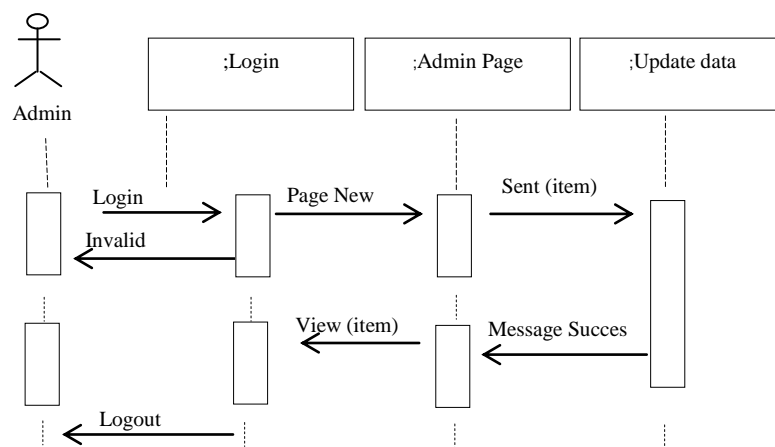 ;Login
;Admin Page
;Update data
Admin
Login
Page New
Sent (item)
Invalid
View (item)
Message Succes
Logout